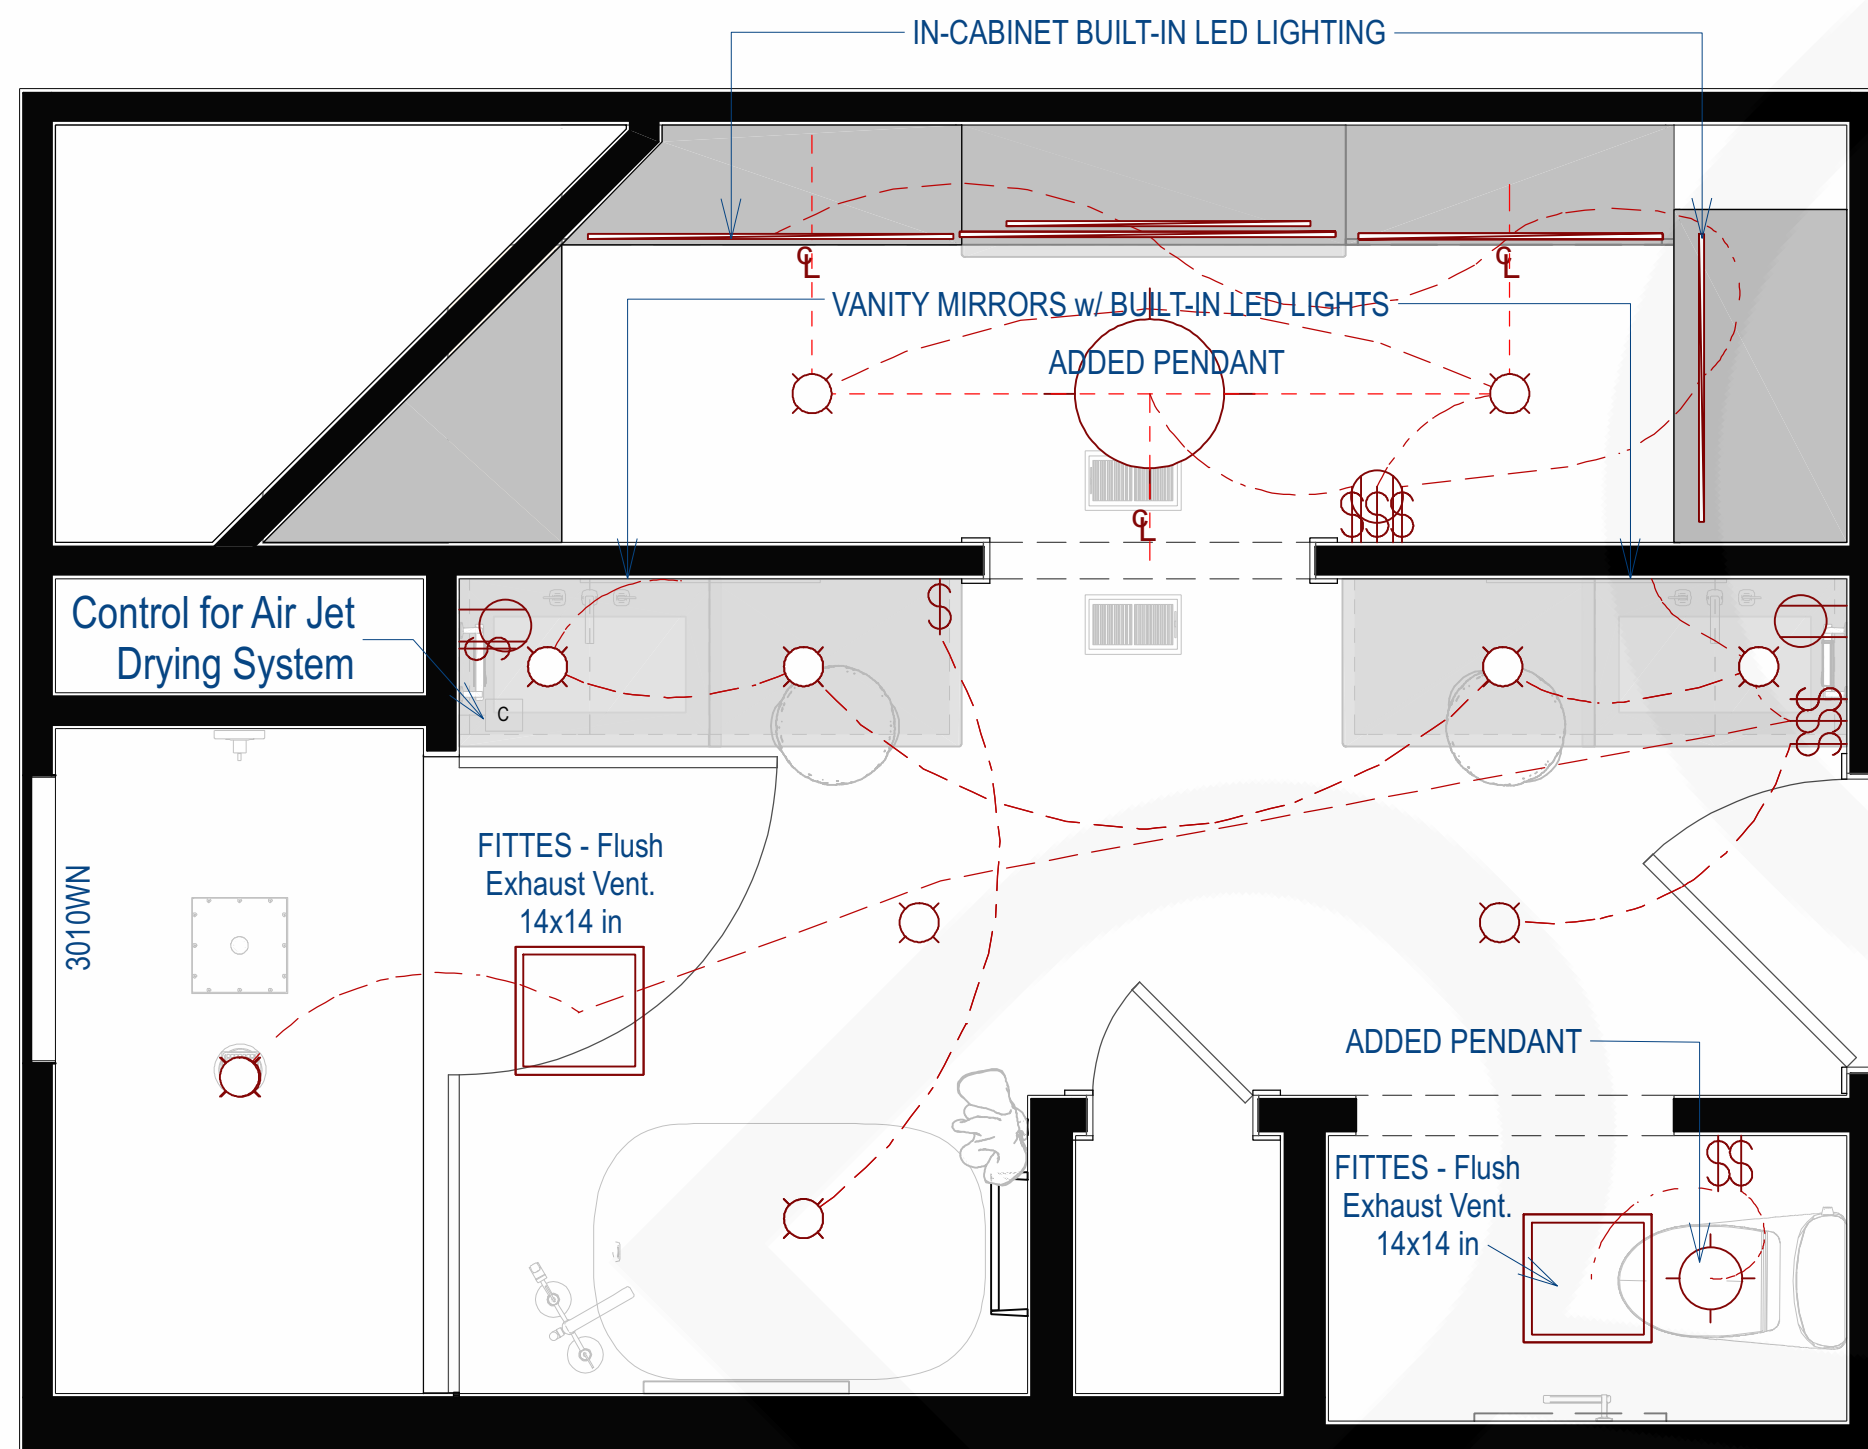 IN-CABINET BUILT-IN LED LIGHTING
℄
℄
VANITY MIRRORS w/ BUILT-IN LED LIGHTS
ADDED PENDANT
$$$
℄
Control for Air Jet
Drying System
$
$
C
$$$
FITTES - Flush
Exhaust Vent.
14x14 in
3010WN
ADDED PENDANT
FITTES - Flush
Exhaust Vent.
14x14 in
$$